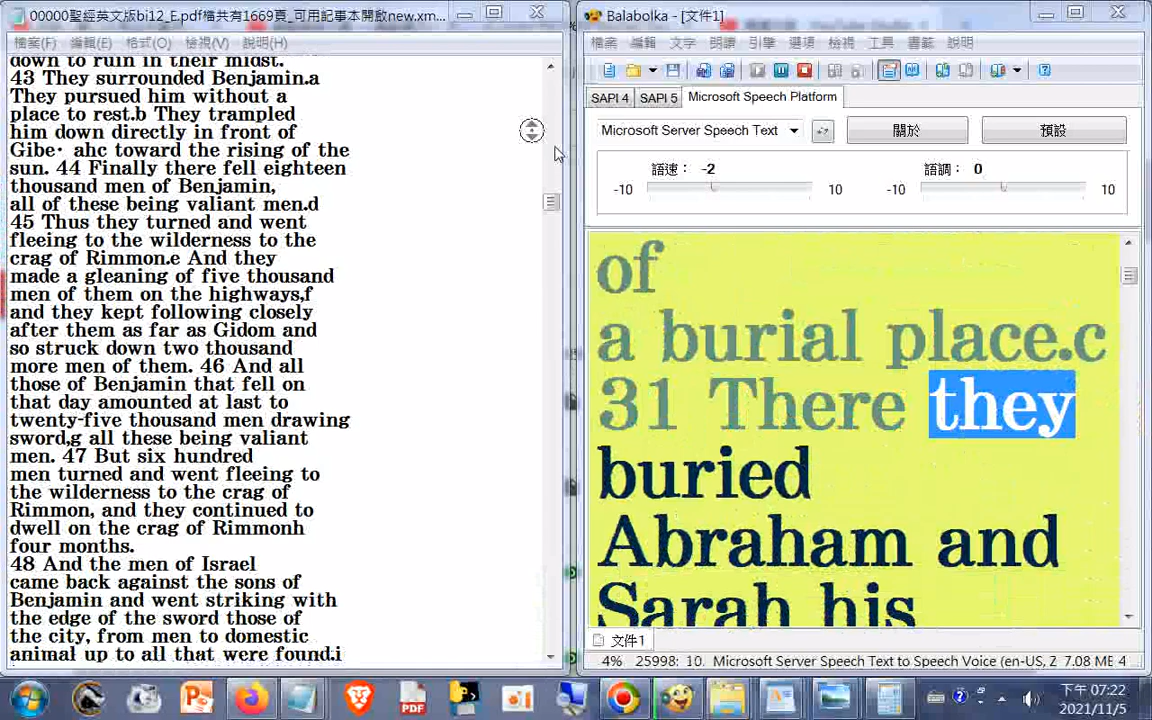 00000聖經英文版bi12_E.pdf檔共有1669頁_可用記事本開啟new.xm...
檔案(F) 編輯(E) 格式(O) 檢視(V) 說明(H)
down to ruin in their midst.
43 They surrounded Benjamin.a
They pursued him without a
place to rest.b They trampled
him down directly in front of
Gibe· ahc toward the rising of the
sun. 44 Finally there fell eighteen
thousand men of Benjamin,
all of these being valiant men.d
45 Thus they turned and went
fleeing to the wilderness to the
crag of Rimmon.e And they
made a gleaning of five thousand
men of them on the highways,f
and they kept following closely
after them as far as Gidom and
so struck down two thousand
more men of them. 46 And all
those of Benjamin that fell on
that day amounted at last to
twenty-five thousand men drawing
sword,g all these being valiant
men. 47 But six hundred
men turned and went fleeing to
the wilderness to the crag of
Rimmon, and they continued to
dwell on the crag of Rimmonh
four months.
48 And the men of Israel
came back against the sons of
Benjamin and went striking with
the edge of the sword those of
the city, from men to domestic
animal up to all that were found.i
Balabolka - [文件1]
檔案 編輯 文字 朗讀 引擎 選項 檢視 工具 書籤 說明
SAPI 4 SAPI 5 Microsoft Speech Platform
Microsoft Server Speech Text 關於 預設
語速： -2 語調： 0
-10 10 -10 10
of
a burial place.c
31 There they
buried
Abraham and
Sarah his
文件1
4% 25998: 10. Microsoft Server Speech Text to Speech Voice (en-US, Z 7.08 MB 4
PDF
下午 07:22
2021/11/5